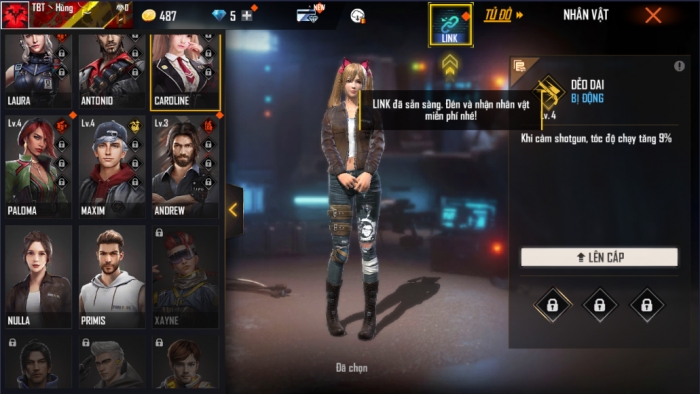 TBT Hùng
0
487
5
NEW
LINK
TỦ ĐỒ
NHÂN VẬT
LAURA
ANTONIO
CAROLINE
LINK đã sẵn sàng. Đến và nhận nhân vật
miễn phí nhé!
DẺO DAI
BỊ ĐỘNG
Lv. 4
Khi cầm shotgun, tốc độ chạy tăng 9%
Lv.4
Lv.4
Lv.3
PALOMA
MAXIM
ANDREW
LÊN CẤP
NULLA
PRIMIS
XAYNE
Đã chọn